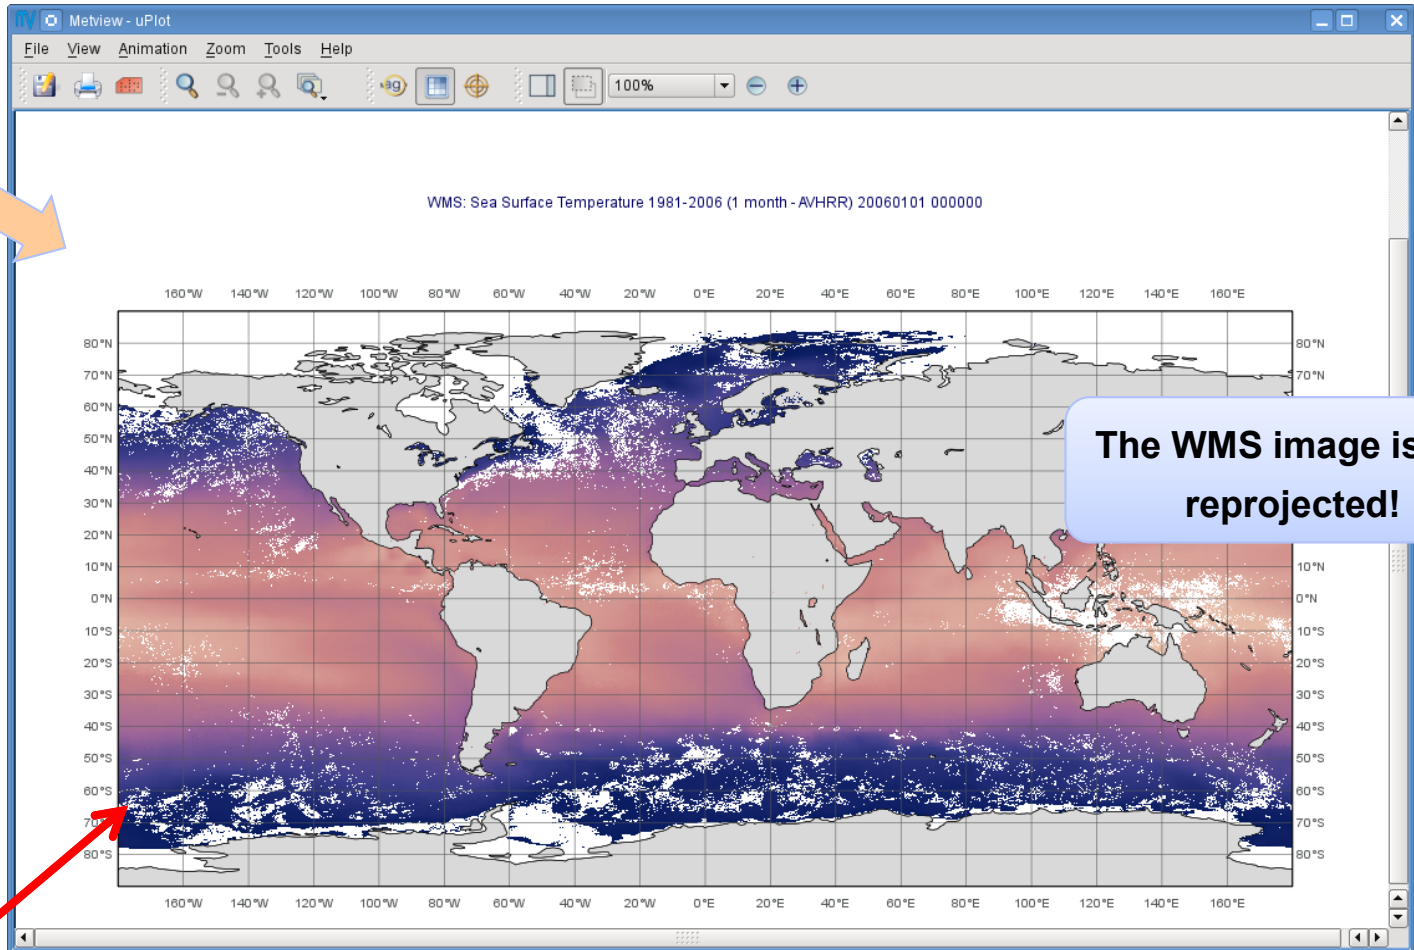 Metview - uPlot
File View Animation Zoom Tools Help
100%
WMS: Sea Surface Temperature 1981-2006 (1 month - AVHRR) 20060101 000000
160°W 140°W 120°W 100°W 80°W 60°W 40°W 20°W 0°E 20°E 40°E 60°E 80°E 100°E 120°E 140°E 160°E
80°N 80°N
70°N 70°N
60°N
50°N
The WMS image is
40°N
reprojected!
30°N
20°N
10°N 10°N
0°N 0°N
10°S 10°S
20°S 20°S
30°S 30°S
40°S 40°S
50°S 50°S
60°S 60°S
70°S
80°S 80°S
160°W 140°W 120°W 100°W 80°W 60°W 40°W 20°W 0°E 20°E 40°E 60°E 80°E 100°E 120°E 140°E 160°E